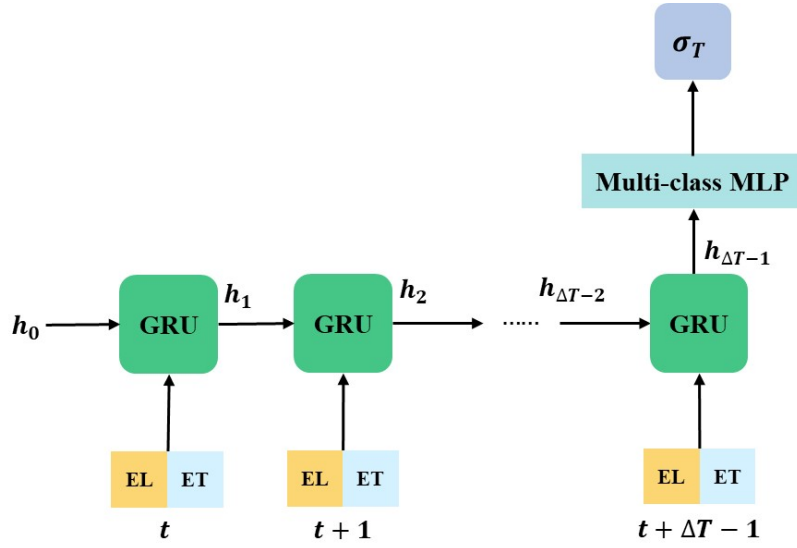 σ_T
Multi-class MLP
h_{ΔT−1}
h_0 GRU h_1 GRU h_2 ...... h_{ΔT−2} GRU
EL ET EL ET EL ET
t t + 1 t + ΔT − 1